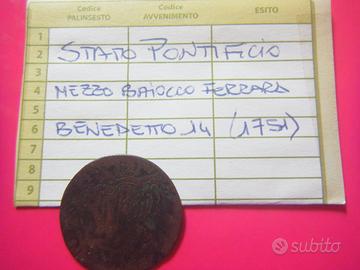 Codice PALINSESTO Codice AVVENIMENTO ESITO
1
2 STATO PONTIFICIO
3
4 MEZZO BAIOCCO FERRARA
5
6 BENEDETTO 14 (1751)
7
8
9
subito